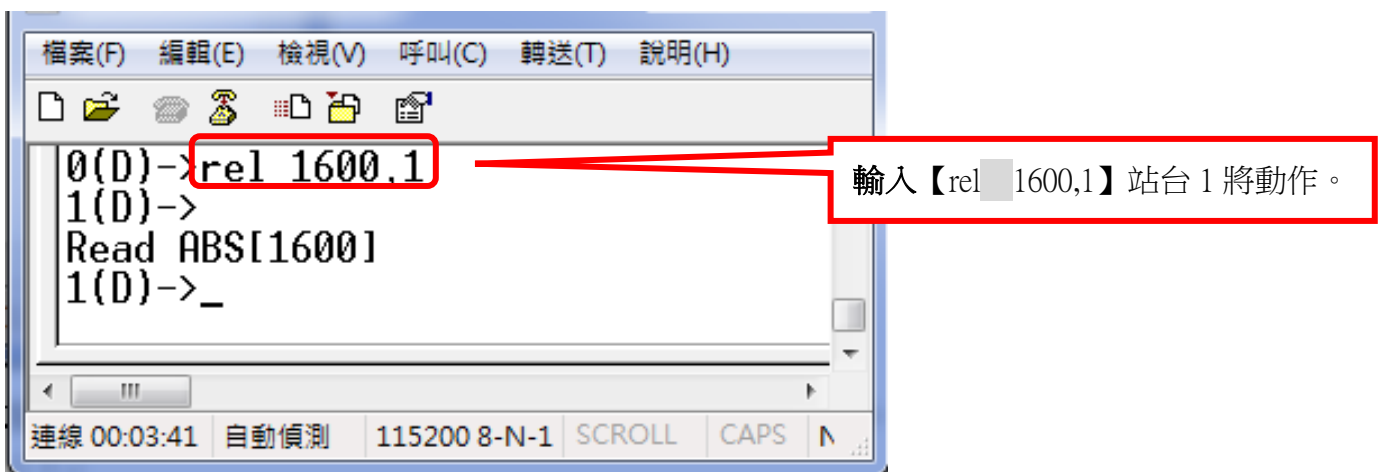 檔案(F) 編輯(E) 檢視(V) 呼叫(C) 轉送(T) 說明(H)
0(D)->rel 1600,1
1(D)->
Read ABS[1600]
1(D)->_
輸入【rel 1600,1】站台 1 將動作。
連線 00:03:41 自動偵測 115200 8-N-1 SCROLL CAPS